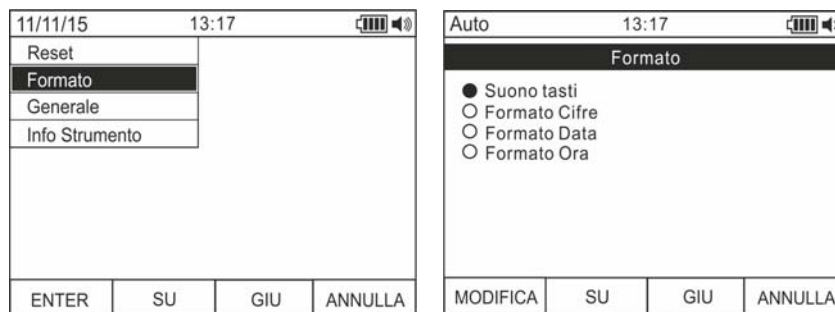 11/11/15 13:17
Reset
Formato
Generale
Info Strumento
ENTER SU GIU ANNULLA
Auto 13:17
Formato
Suono tasti
Formato Cifre
Formato Data
Formato Ora
MODIFICA SU GIU ANNULLA